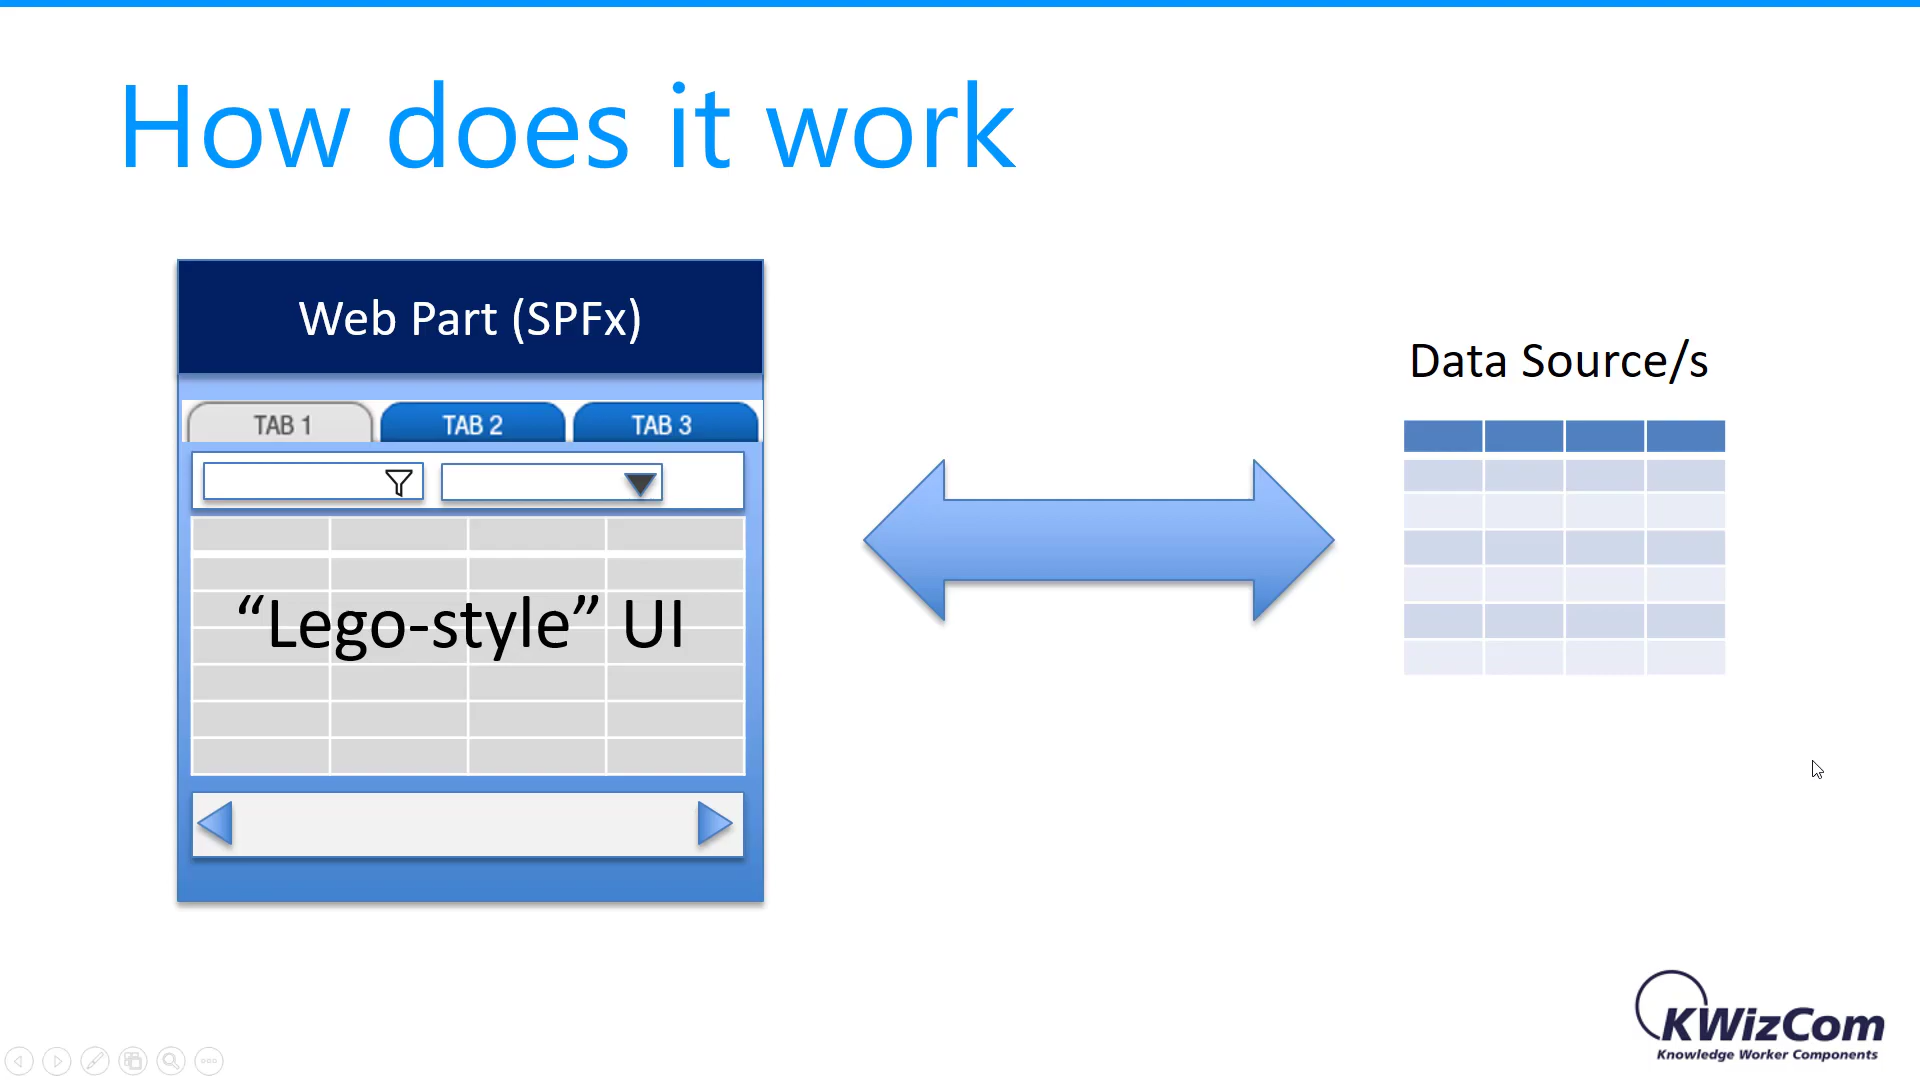 How does it work
Web Part (SPFx)
Data Source/s
TAB 1
TAB 2
TAB 3
“Lego-style” UI
KWizCom
Knowledge Worker Components